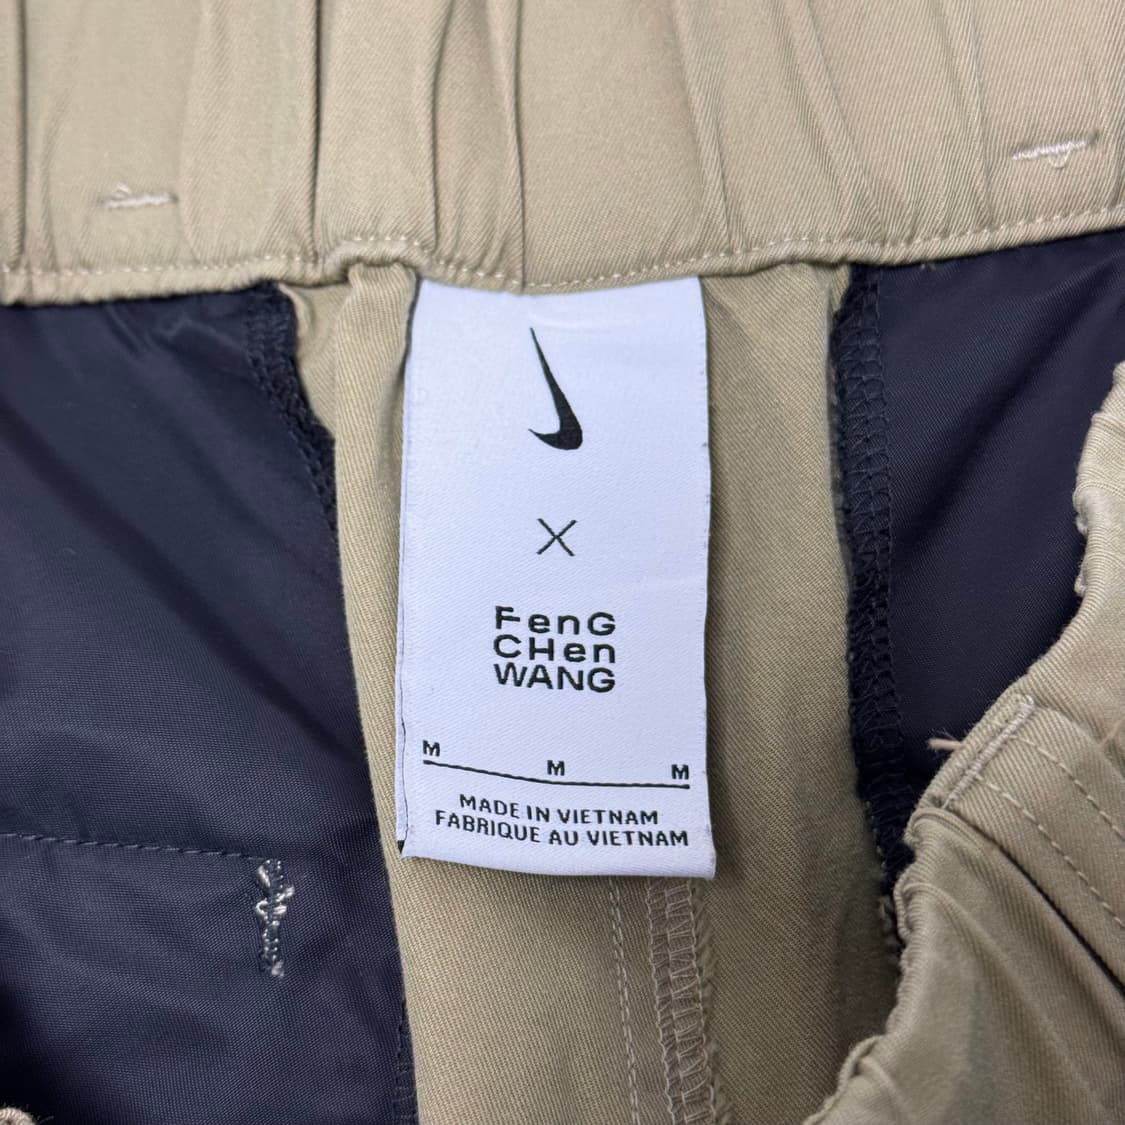 ×
FenG
CHen
WANG
M M M
MADE IN VIETNAM
FABRIQUE AU VIETNAM